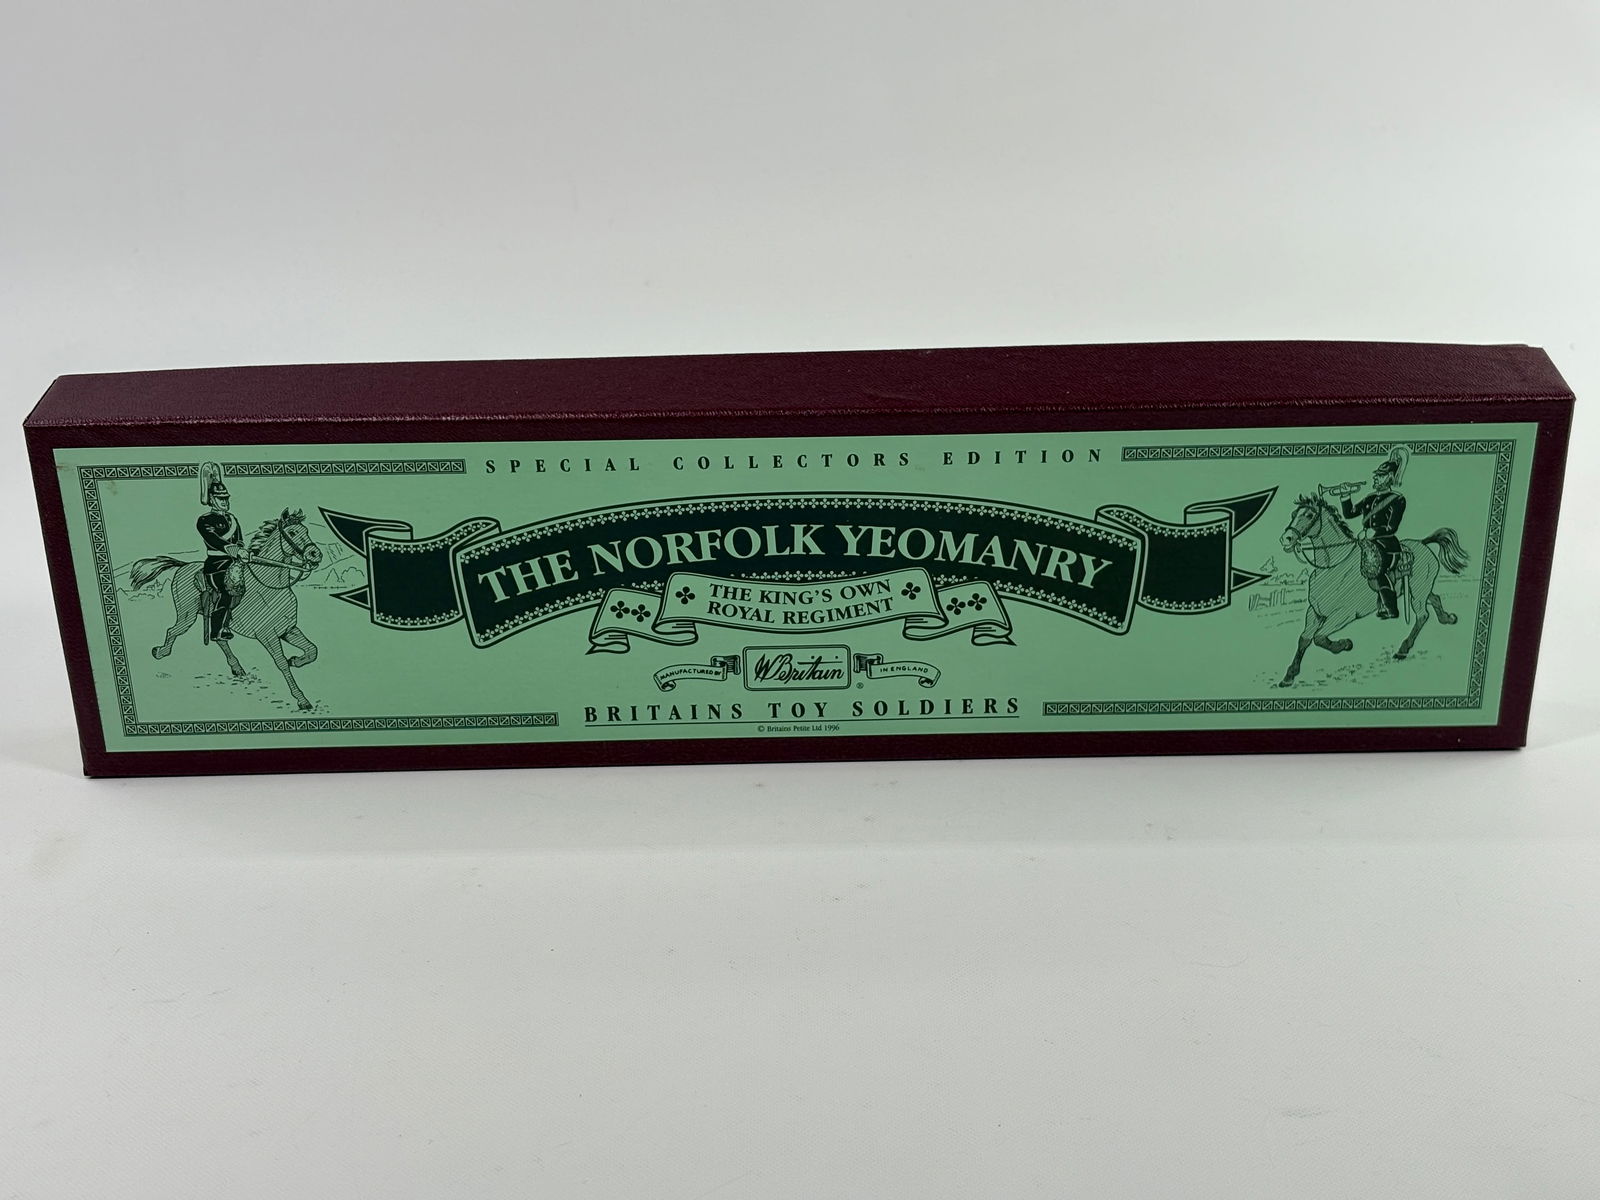 SPECIAL COLLECTORS EDITION
THE NORFOLK YEOMANRY
THE KING'S OWN
ROYAL REGIMENT
MANUFACTURED BY
W.Britain ®
IN ENGLAND
BRITAINS TOY SOLDIERS
© Britains Petite Ltd 1996